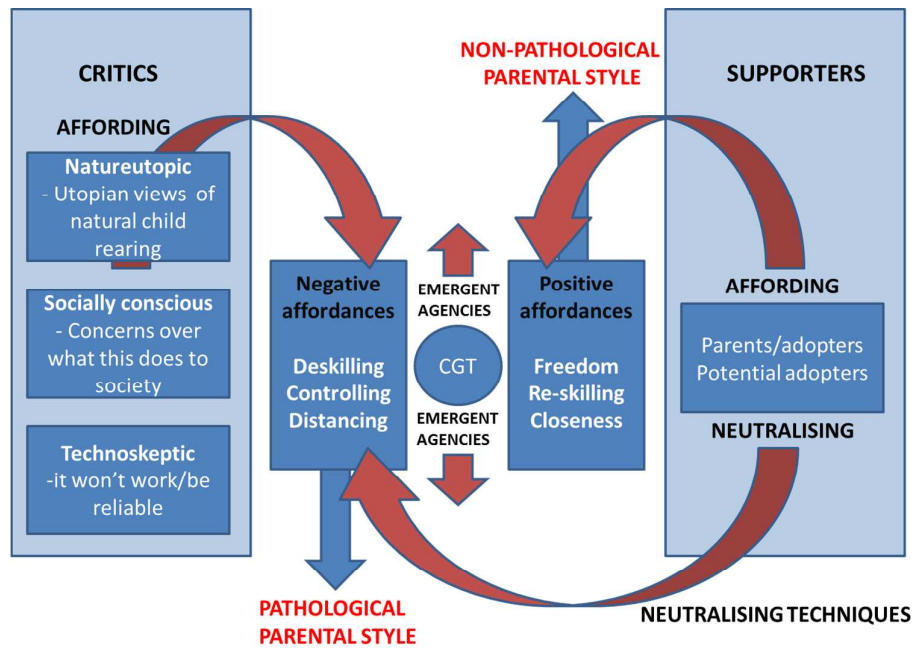 CRITICS
AFFORDING
Natureutopic
- Utopian views of
natural child
rearing
Socially conscious
- Concerns over
what this does to
society
Technoskeptic
-it won't work/be
reliable
Negative
affordances
Deskilling
Controlling
Distancing
PATHOLOGICAL
PARENTAL STYLE
EMERGENT
AGENCIES
CGT
EMERGENT
AGENCIES
NON-PATHOLOGICAL
PARENTAL STYLE
Positive
affordances
Freedom
Re-skilling
Closeness
SUPPORTERS
AFFORDING
Parents/adopters
Potential adopters
NEUTRALISING
NEUTRALISING TECHNIQUES